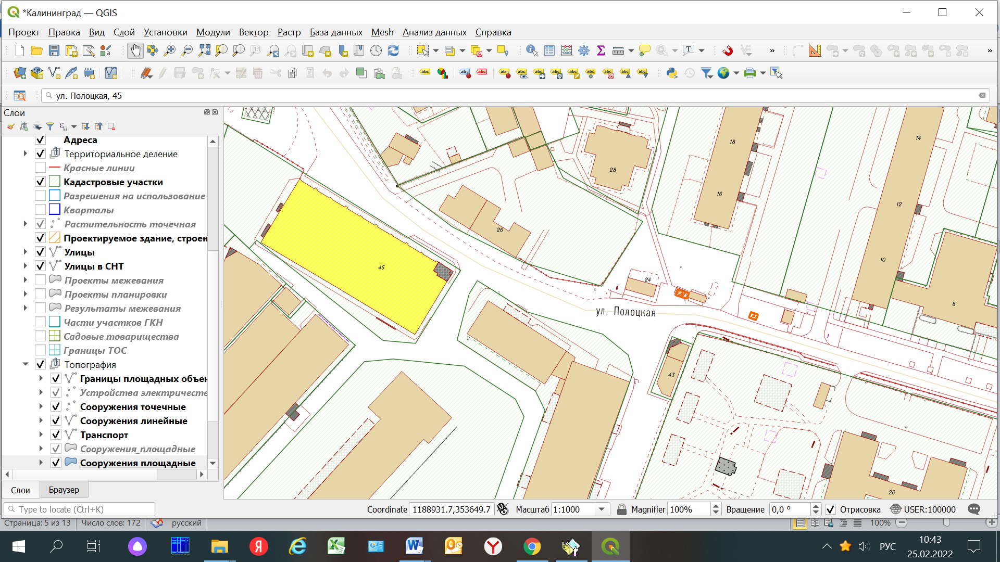 *Калининград — QGIS
Проект Правка Вид Слой Установки Модули Вектор Растр База данных Mesh Анализ данных Справка
ул. Полоцкая, 45
Слои
Адреса
Территориальное деление
Красные линии
Кадастровые участки
Разрешения на использование
Кварталы
Растительность точечная
Проектируемое здание, строен
Улицы
Улицы в СНТ
Проекты межевания
Проекты планировки
Результаты межевания
Части участков ГКН
Садовые товарищества
Границы ТОС
Топография
Границы площадных объек
Устройства электричестве
Сооружения точечные
Сооружения линейные
Транспорт
Сооружения_площадные
Сооружения площадные
Слои Браузер
14
18
28
16
12
26
10
45
24
8
ул. Полоцкая
43
26
Type to locate (Ctrl+K) Coordinate 1188931.7,353649.7 Масштаб 1:1000 Magnifier 100% Вращение 0,0 ° Отрисовка USER:100000
Страница: 5 из 13 Число слов: 172 русский 100%
РУС 10:43
25.02.2022